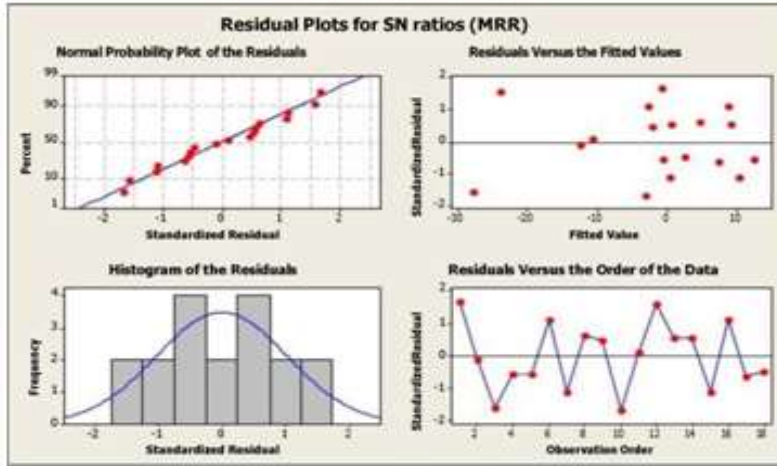 Residual Plots for SN ratios (MRR)
Normal Probability Plot of the Residuals
Residuals Versus the Fitted Values
99
90
50
10
1
Percent
-2 -1 0 1 2
Standardized Residual
2
1
0
-1
-2
Standardized Residual
-30 -20 -10 0 10
Fitted Value
Histogram of the Residuals
Residuals Versus the Order of the Data
4
3
2
1
0
Frequency
-2 -1 0 1 2
Standardized Residual
2
1
0
-1
-2
Standardized Residual
2 4 6 8 10 12 14 16 18
Observation Order